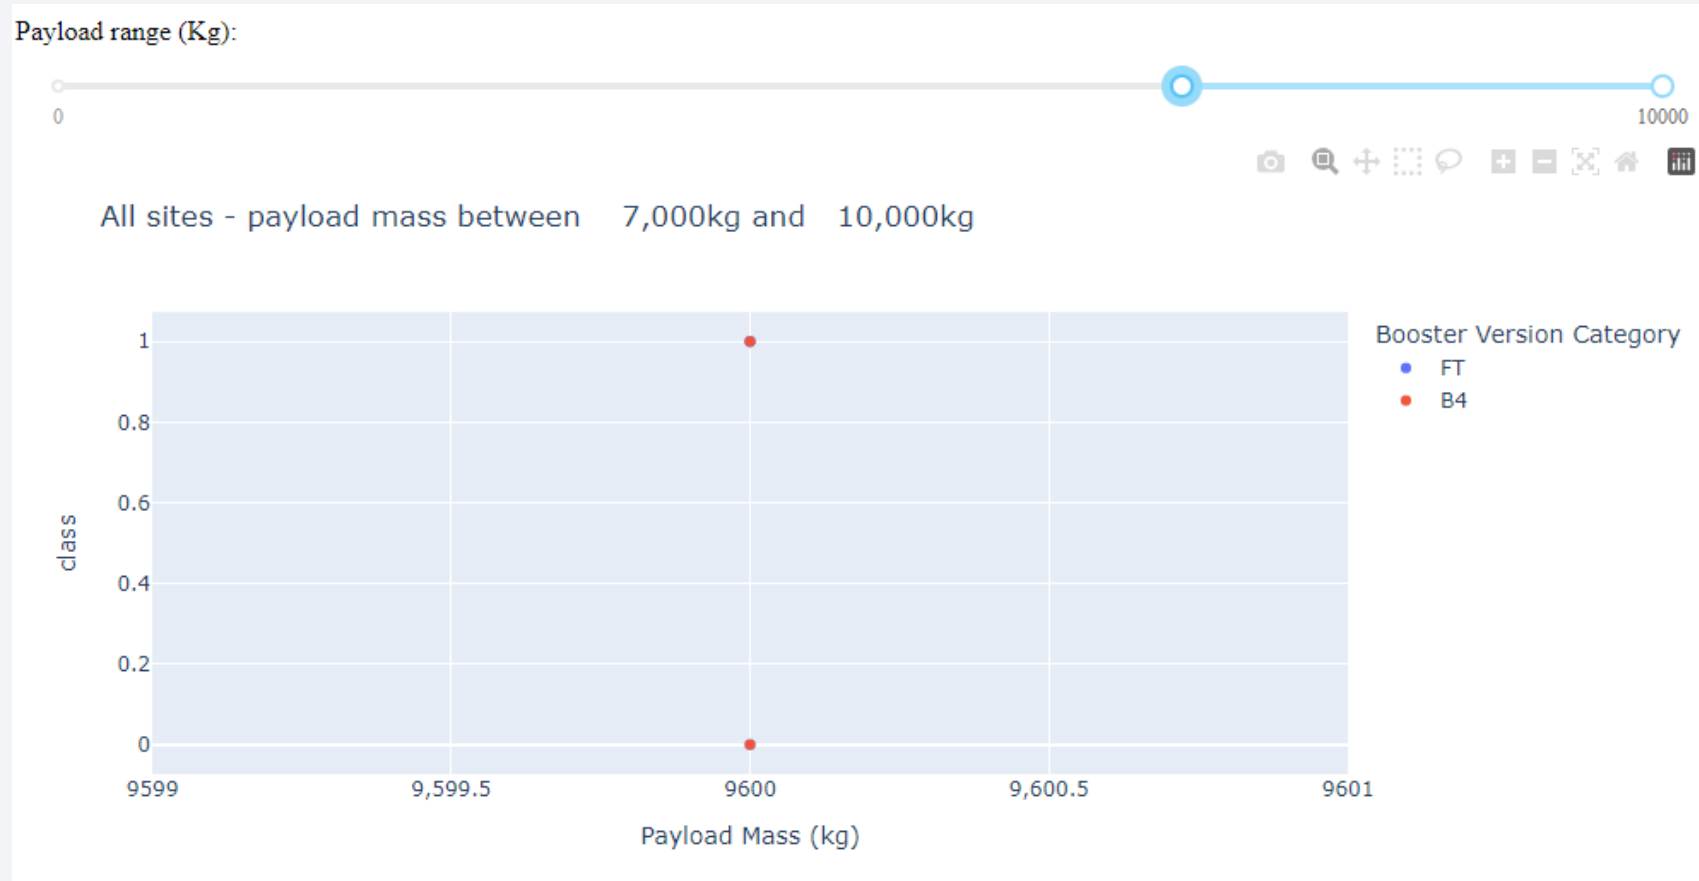 Payload range (Kg):
0 10000
All sites - payload mass between 7,000kg and 10,000kg
Booster Version Category
FT
B4
1
0.8
0.6
0.4
0.2
0
class
9599 9,599.5 9600 9,600.5 9601
Payload Mass (kg)